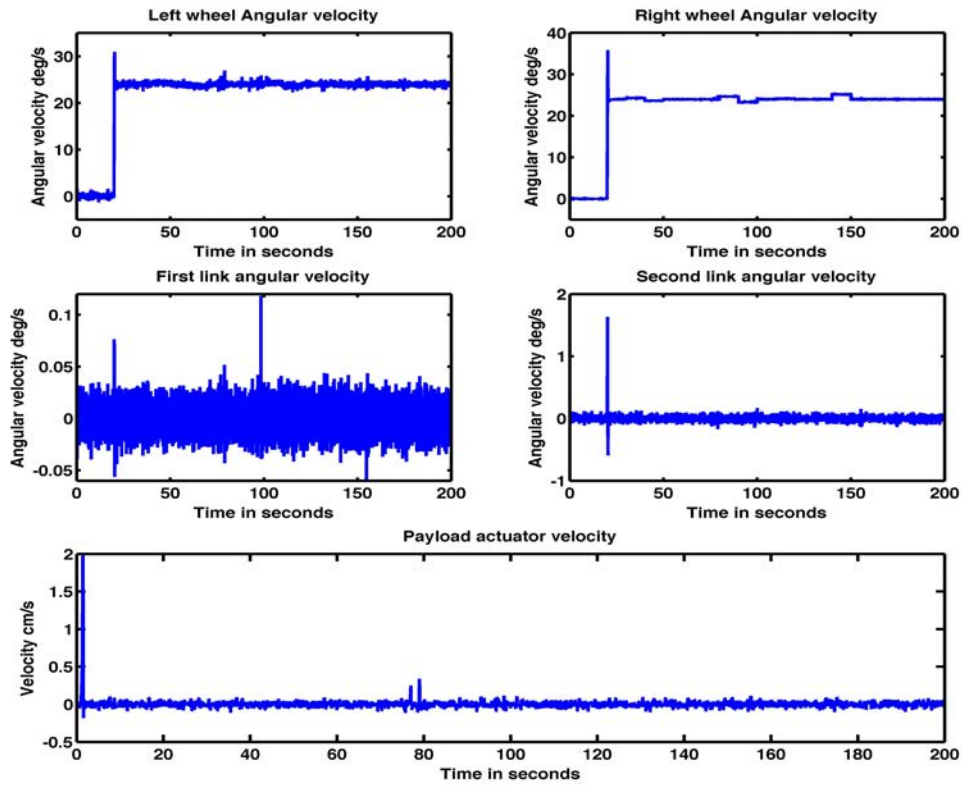 Left wheel Angular velocity
Angular velocity deg/s
30
20
10
0
0 50 100 150 200
Time in seconds
Right wheel Angular velocity
Angular velocity deg/s
40
30
20
10
0
0 50 100 150 200
Time in seconds
First link angular velocity
Angular velocity deg/s
0.1
0.05
0
-0.05
0 50 100 150 200
Time in seconds
Second link angular velocity
Angular velocity deg/s
2
1
0
-1
0 50 100 150 200
Time in seconds
Payload actuator velocity
Velocity cm/s
2
1.5
1
0.5
0
-0.5
0 20 40 60 80 100 120 140 160 180 200
Time in seconds